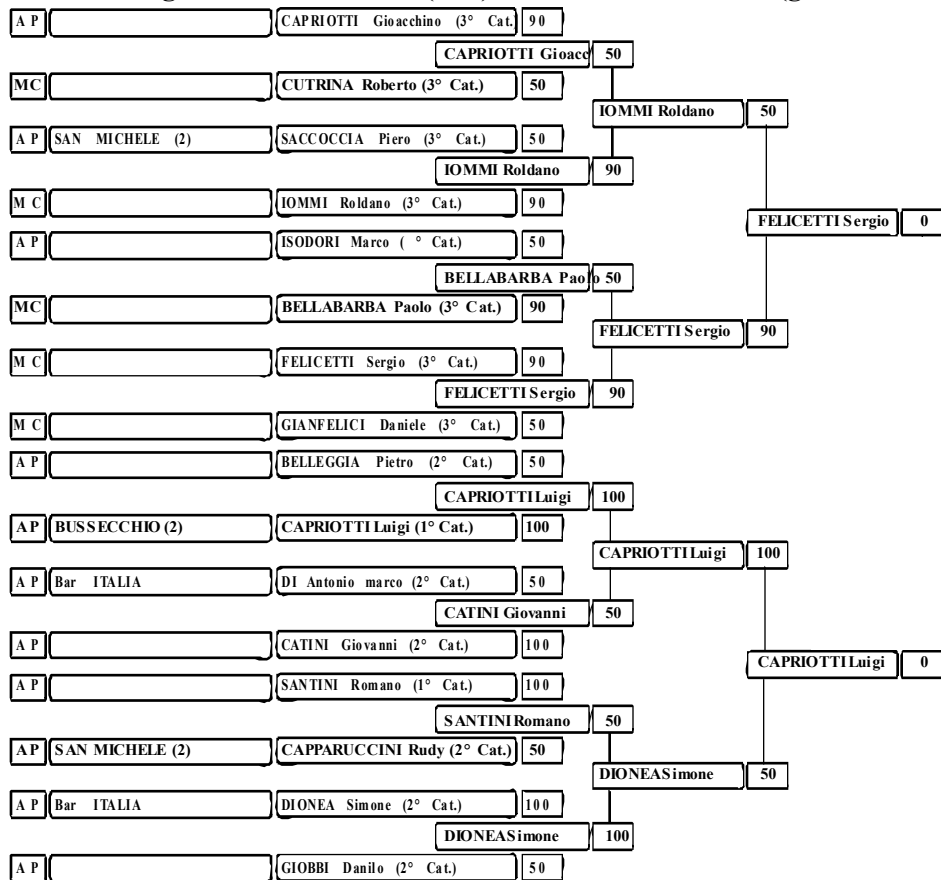 A P CAPRIOTTI Gioacchino (3° Cat. 90
CAPRIOTTI Gioacc 50
MC CUTRINA Roberto (3° Cat.) 50
IOMMI Roldano 50
A P SAN MICHELE (2) SACCOCCIA Piero (3° Cat.) 50
IOMMI Roldano 90
M C IOMMI Roldano (3° Cat.) 90
FELICETTI Sergio 0
A P ISODORI Marco ( ° Cat.) 50
BELLABARBA Paolo 50
MC BELLABARBA Paolo (3° Cat.) 90
FELICETTI Sergio 90
M C FELICETTI Sergio (3° Cat.) 90
FELICETTI Sergio 90
M C GIANFELICI Daniele (3° Cat.) 50
A P BELLEGGIA Pietro (2° Cat.) 50
CAPRIOTTI Luigi 100
A P BUSSECCHIO (2) CAPRIOTTI Luigi (1° Cat.) 100
CAPRIOTTI Luigi 100
A P Bar ITALIA DI Antonio marco (2° Cat.) 50
CATINI Giovanni 50
A P CATINI Giovanni (2° Cat.) 100
CAPRIOTTI Luigi 0
A P SANTINI Romano (1° Cat.) 100
SANTINI Romano 50
A P SAN MICHELE (2) CAPPARUCCINI Rudy (2° Cat.) 50
DIONEA Simone 50
A P Bar ITALIA DIONEA Simone (2° Cat.) 100
DIONEA Simone 100
A P GIOBBI Danilo (2° Cat.) 50